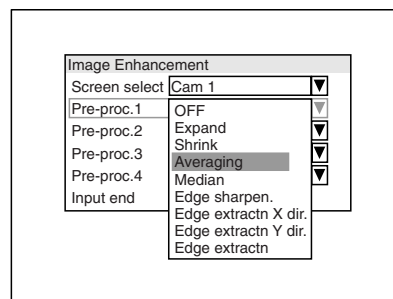 Image Enhancement
Screen select Cam 1
Pre-proc.1
Pre-proc.2
Pre-proc.3
Pre-proc.4
Input end
OFF
Expand
Shrink
Averaging
Median
Edge sharpen.
Edge extractn X dir.
Edge extractn Y dir.
Edge extractn